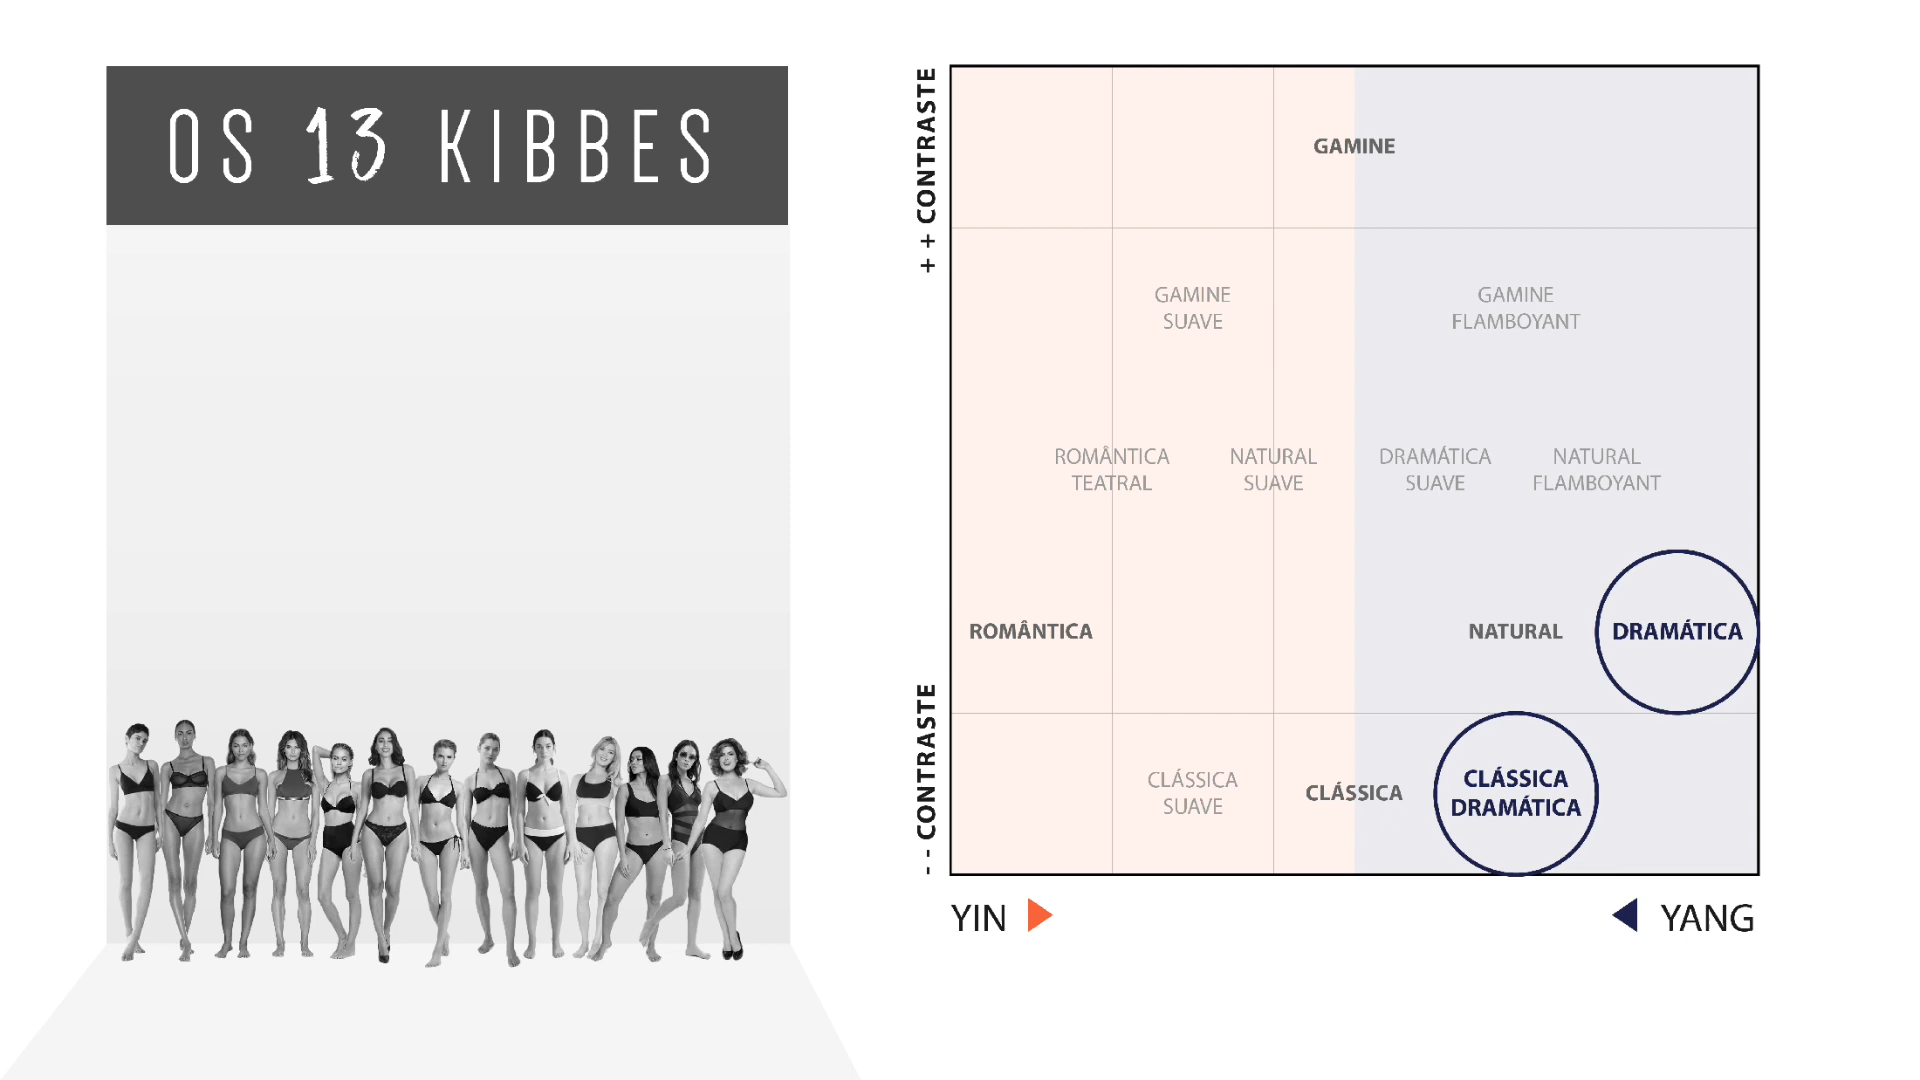 OS 13 KIBBES
+ + CONTRASTE
- - CONTRASTE
GAMINE
GAMINE
SUAVE
GAMINE
FLAMBOYANT
ROMÂNTICA
TEATRAL
NATURAL
SUAVE
DRAMÁTICA
SUAVE
NATURAL
FLAMBOYANT
ROMÂNTICA
NATURAL
DRAMÁTICA
CLÁSSICA
SUAVE
CLÁSSICA
CLÁSSICA
DRAMÁTICA
YIN
YANG